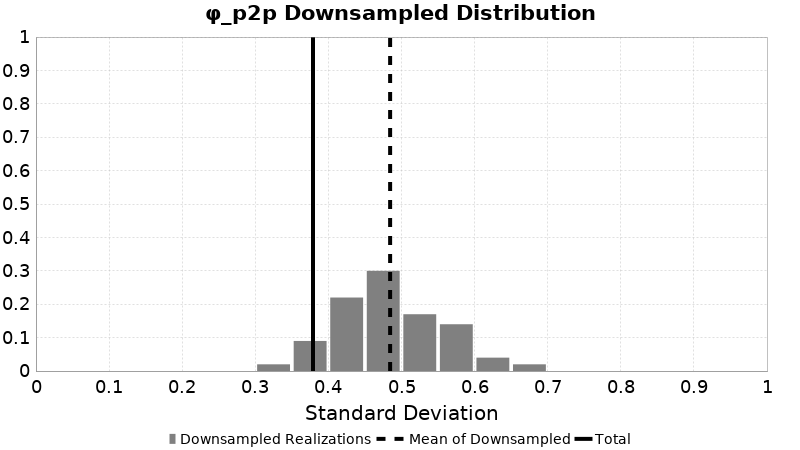 φ_p2p Downsampled Distribution
1
0.9
0.8
0.7
0.6
0.5
0.4
0.3
0.2
0.1
0
0 0.1 0.2 0.3 0.4 0.5 0.6 0.7 0.8 0.9 1
Standard Deviation
Downsampled Realizations Mean of Downsampled Total